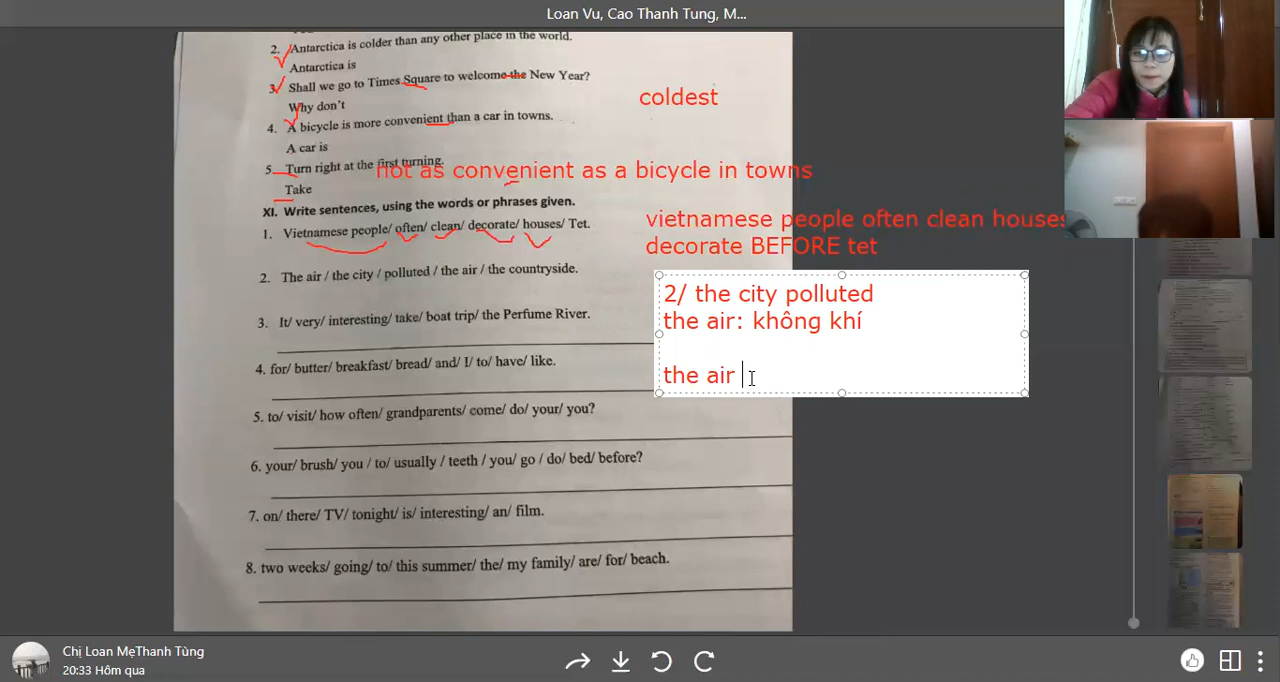 Loan Vu, Cao Thanh Tung, M...
2. Antarctica is colder than any other place in the world.
Antarctica is
3. Shall we go to Times Square to welcome the New Year?
Why don't
4. A bicycle is more convenient than a car in towns.
A car is
5. Turn right at the first turning.
Take
coldest
not as convenient as a bicycle in towns
XI. Write sentences, using the words or phrases given.
1. Vietnamese people/ often/ clean/ decorate/ houses/ Tet.
vietnamese people often clean houses
decorate BEFORE tet
2. The air / the city / polluted / the air / the countryside.
2/ the city polluted
the air: không khí
the air
3. It/ very/ interesting/ take/ boat trip/ the Perfume River.
4. for/ butter/ breakfast/ bread/ and/ I/ to/ have/ like.
5. to/ visit/ how often/ grandparents/ come/ do/ your/ you?
6. your/ brush/ you / to/ usually / teeth / you/ go / do/ bed/ before?
7. on/ there/ TV/ tonight/ is/ interesting/ an/ film.
8. two weeks/ going/ to/ this summer/ the/ my family/ are/ for/ beach.
Chị Loan MẹThanh Tùng
20:33 Hôm qua